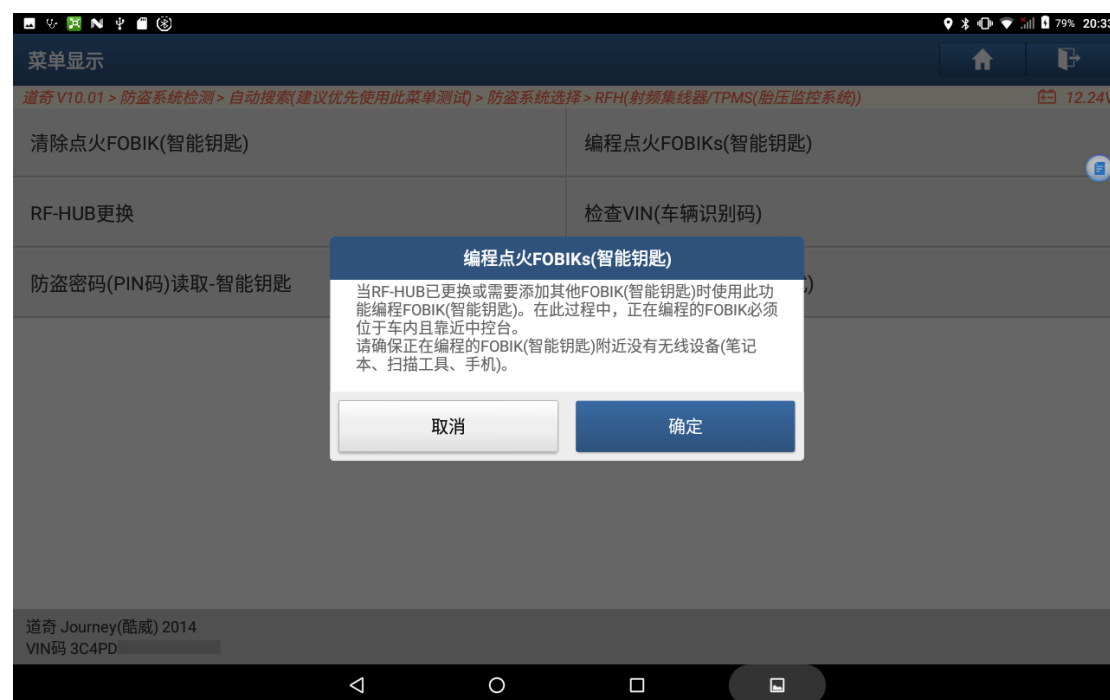 79% 20:33
菜单显示
道奇 V10.01 > 防盗系统检测 > 自动搜索(建议优先使用此菜单测试) > 防盗系统选择 > RFH(射频集线器/TPMS(胎压监控系统)) 12.24V
清除点火FOBIK(智能钥匙) 编程点火FOBIKs(智能钥匙)
RF-HUB更换 检查VIN(车辆识别码)
防盗密码(PIN码)读取-智能钥匙
编程点火FOBIKs(智能钥匙)
当RF-HUB已更换或需要添加其他FOBIK(智能钥匙)时使用此功
能编程FOBIK(智能钥匙)。在此过程中，正在编程的FOBIK必须
位于车内且靠近中控台。
请确保正在编程的FOBIK(智能钥匙)附近没有无线设备(笔记
本、扫描工具、手机)。
取消 确定
道奇 Journey(酷威) 2014
VIN码 3C4PD